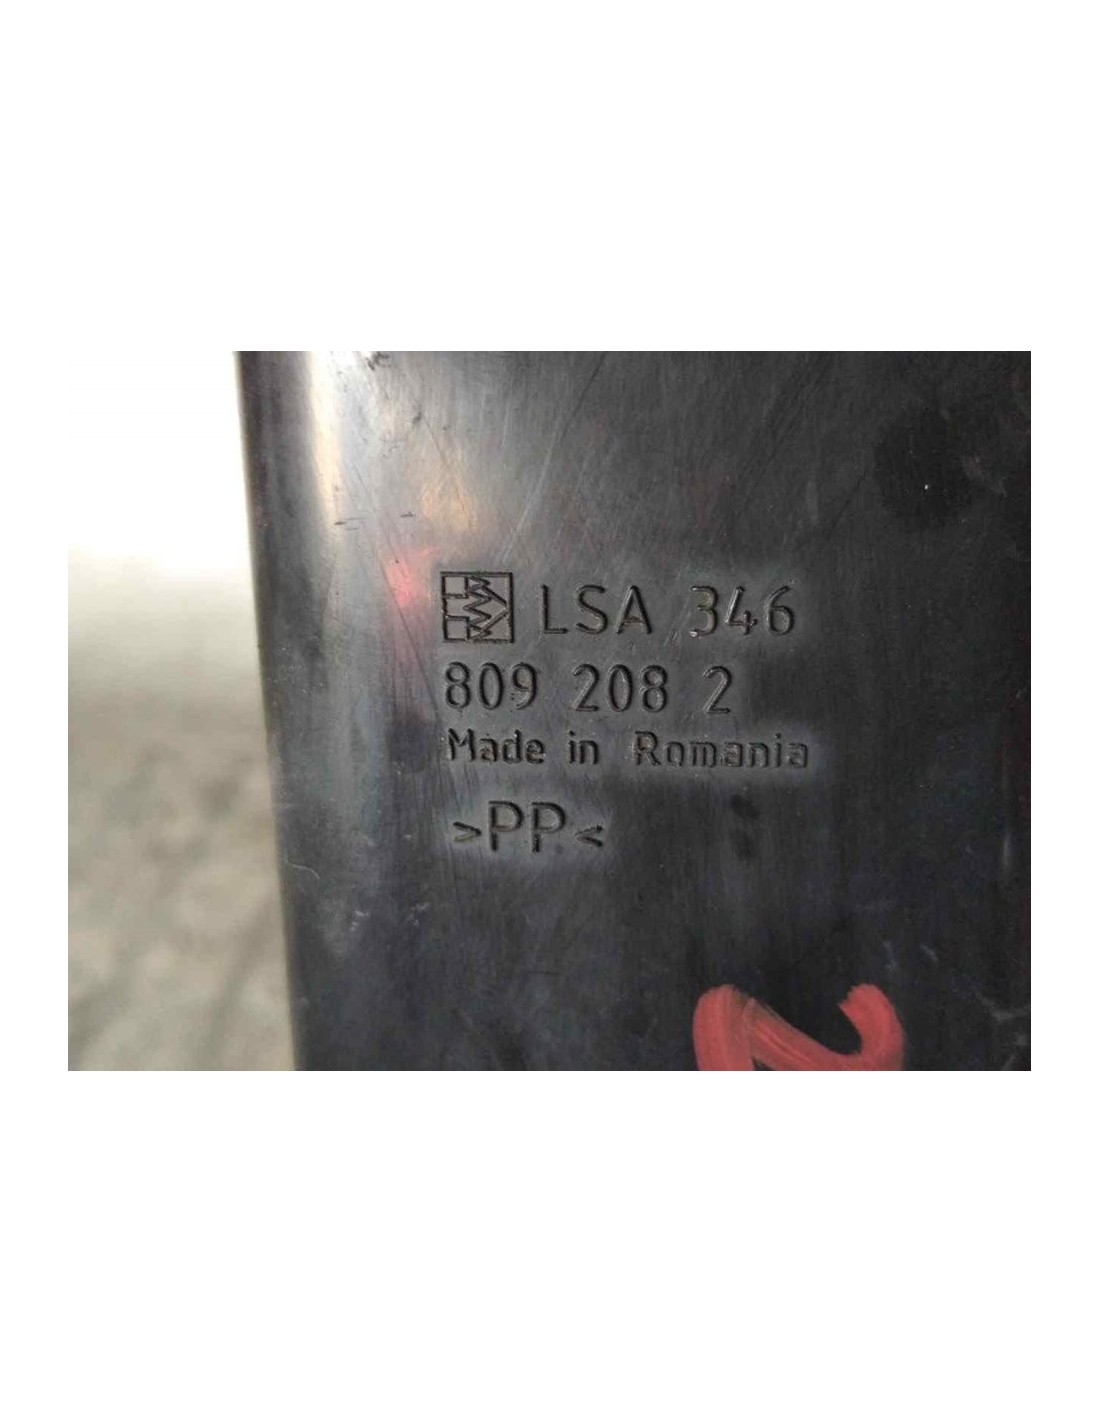 LSA 346
809 208 2
Made in Romania
>PP<